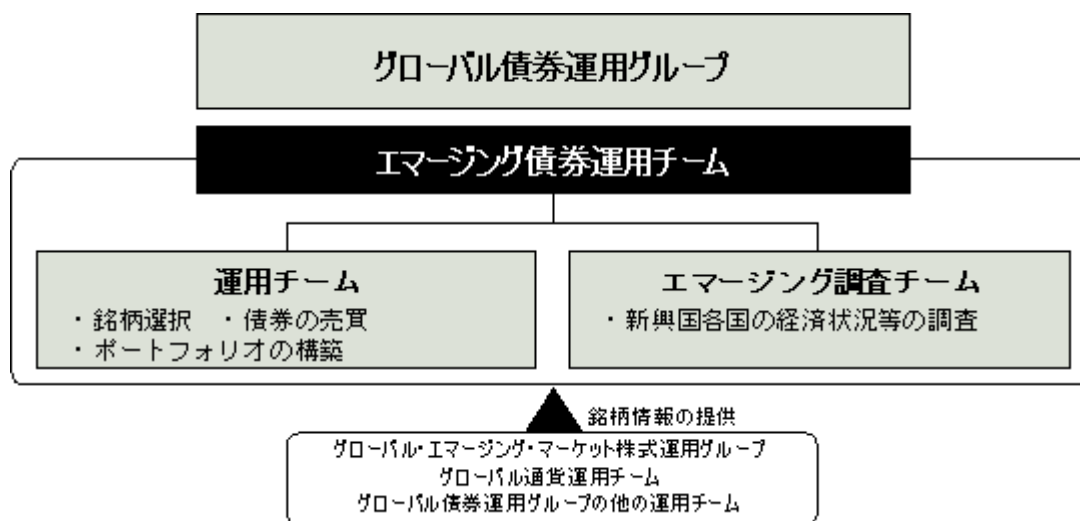 グローバル債券運用グループ
エマージング債券運用チーム
運用チーム
・銘柄選択 ・債券の売買
・ポートフォリオの構築
エマージング調査チーム
・新興国各国の経済状況等の調査
銘柄情報の提供
グローバル・エマージング・マーケット株式運用グループ
グローバル通貨運用チーム
グローバル債券運用グループの他の運用チーム